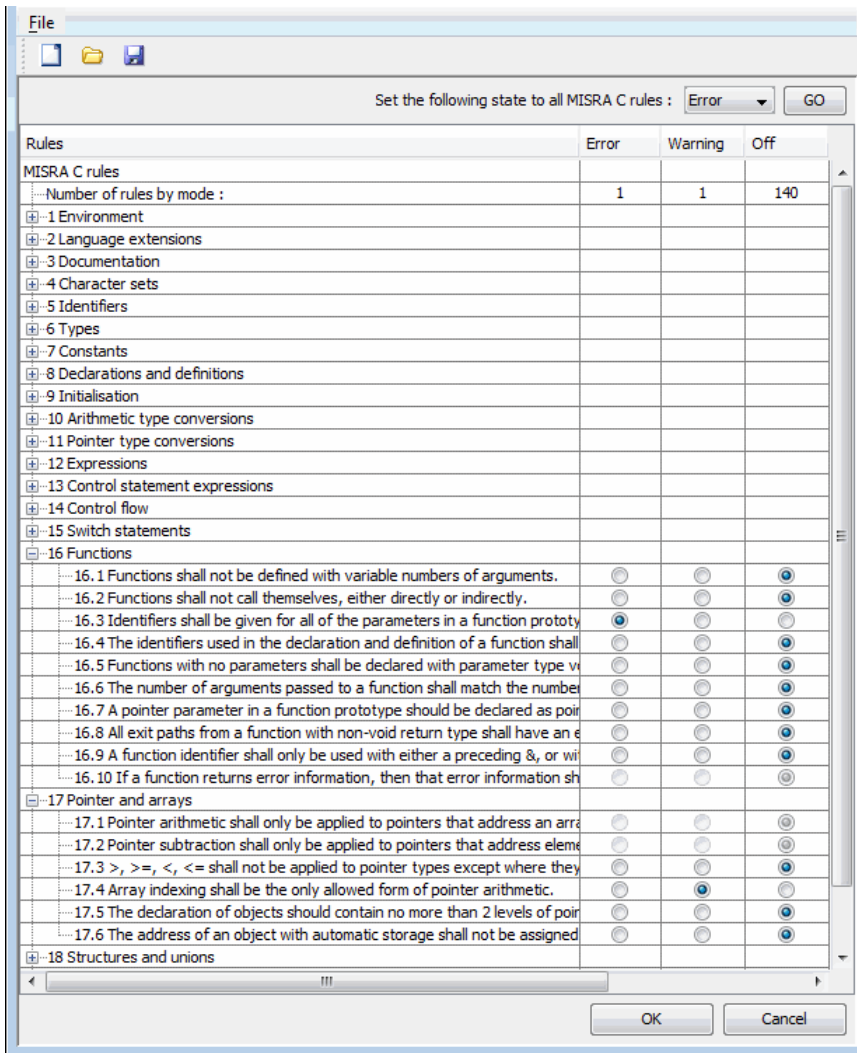 File
Set the following state to all MISRA C rules : Error GO
Rules Error Warning Off
MISRA C rules
Number of rules by mode : 1 1 140
1 Environment
2 Language extensions
3 Documentation
4 Character sets
5 Identifiers
6 Types
7 Constants
8 Declarations and definitions
9 Initialisation
10 Arithmetic type conversions
11 Pointer type conversions
12 Expressions
13 Control statement expressions
14 Control flow
15 Switch statements
16 Functions
16.1 Functions shall not be defined with variable numbers of arguments.
16.2 Functions shall not call themselves, either directly or indirectly.
16.3 Identifiers shall be given for all of the parameters in a function prototy
16.4 The identifiers used in the declaration and definition of a function shall
16.5 Functions with no parameters shall be declared with parameter type v
16.6 The number of arguments passed to a function shall match the number
16.7 A pointer parameter in a function prototype should be declared as poin
16.8 All exit paths from a function with non-void return type shall have an e
16.9 A function identifier shall only be used with either a preceding &, or wit
16.10 If a function returns error information, then that error information sh
17 Pointer and arrays
17.1 Pointer arithmetic shall only be applied to pointers that address an arra
17.2 Pointer subtraction shall only be applied to pointers that address eleme
17.3 >, >=, <, <= shall not be applied to pointer types except where they
17.4 Array indexing shall be the only allowed form of pointer arithmetic.
17.5 The declaration of objects should contain no more than 2 levels of poin
17.6 The address of an object with automatic storage shall not be assigned
18 Structures and unions
OK Cancel